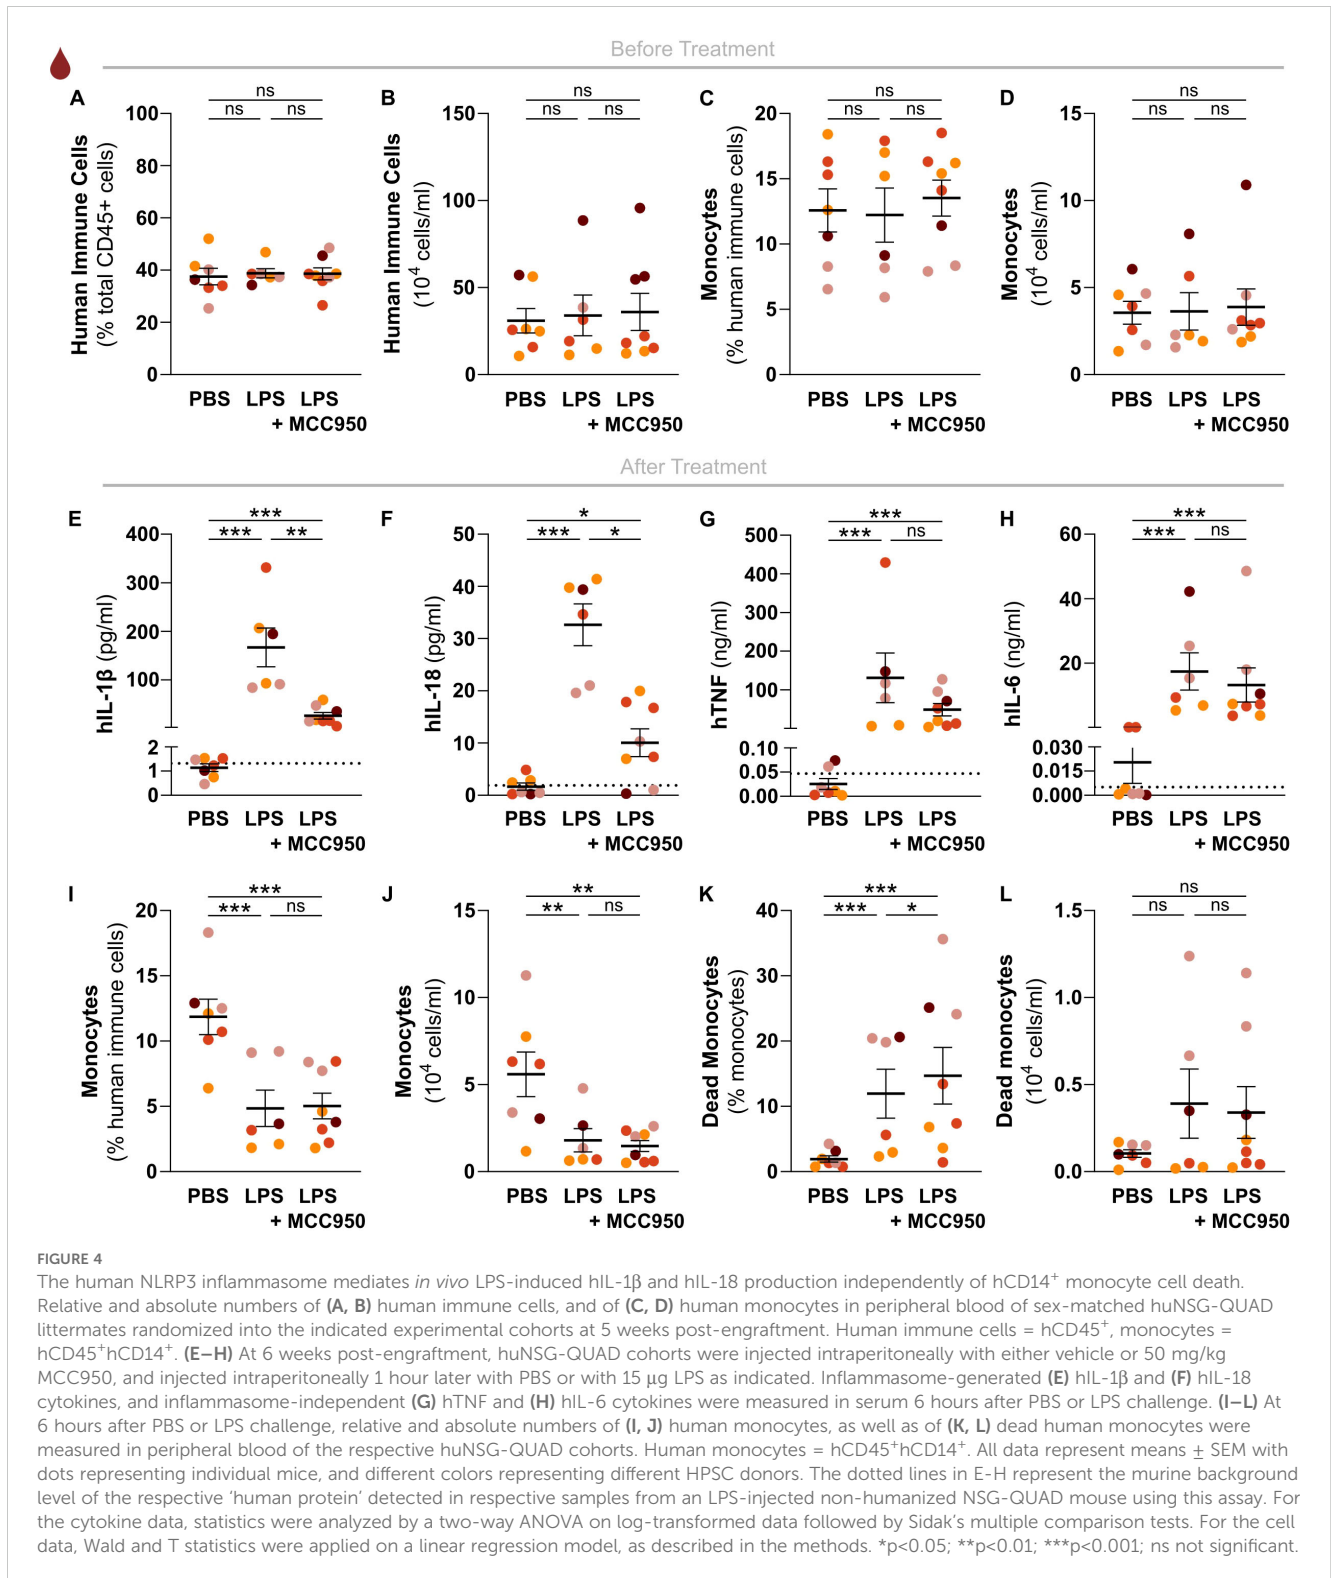 Before Treatment
A
Human Immune Cells
(% total CD45+ cells)
ns
ns ns
100
80
60
40
20
0
PBS LPS LPS
+ MCC950
B
Human Immune Cells
(10⁴ cells/ml)
ns
ns ns
150
100
50
0
PBS LPS LPS
+ MCC950
C
Monocytes
(% human immune cells)
ns
ns ns
20
15
10
5
0
PBS LPS LPS
+ MCC950
D
Monocytes
(10⁴ cells/ml)
ns
ns ns
15
10
5
0
PBS LPS LPS
+ MCC950
After Treatment
E
hIL-1β (pg/ml)
***
*** **
400
300
200
100
2
1
0
PBS LPS LPS
+ MCC950
F
hIL-18 (pg/ml)
*
*** *
50
40
30
20
10
0
PBS LPS LPS
+ MCC950
G
hTNF (ng/ml)
***
*** ns
500
400
300
200
100
0.10
0.05
0.00
PBS LPS LPS
+ MCC950
H
hIL-6 (ng/ml)
***
*** ns
60
40
20
0.030
0.015
0.000
PBS LPS LPS
+ MCC950
I
Monocytes
(% human immune cells)
***
*** ns
20
15
10
5
0
PBS LPS LPS
+ MCC950
J
Monocytes
(10⁴ cells/ml)
**
** ns
15
10
5
0
PBS LPS LPS
+ MCC950
K
Dead Monocytes
(% monocytes)
***
*** *
40
30
20
10
0
PBS LPS LPS
+ MCC950
L
Dead monocytes
(10⁴ cells/ml)
ns
ns ns
1.5
1.0
0.5
0.0
PBS LPS LPS
+ MCC950
FIGURE 4
The human NLRP3 inflammasome mediates in vivo LPS-induced hIL-1β and hIL-18 production independently of hCD14⁺ monocyte cell death.
Relative and absolute numbers of (A, B) human immune cells, and of (C, D) human monocytes in peripheral blood of sex-matched huNSG-QUAD
littermates randomized into the indicated experimental cohorts at 5 weeks post-engraftment. Human immune cells = hCD45⁺, monocytes =
hCD45⁺hCD14⁺. (E–H) At 6 weeks post-engraftment, huNSG-QUAD cohorts were injected intraperitoneally with either vehicle or 50 mg/kg
MCC950, and injected intraperitoneally 1 hour later with PBS or with 15 μg LPS as indicated. Inflammasome-generated (E) hIL-1β and (F) hIL-18
cytokines, and inflammasome-independent (G) hTNF and (H) hIL-6 cytokines were measured in serum 6 hours after PBS or LPS challenge. (I–L) At
6 hours after PBS or LPS challenge, relative and absolute numbers of (I, J) human monocytes, as well as of (K, L) dead human monocytes were
measured in peripheral blood of the respective huNSG-QUAD cohorts. Human monocytes = hCD45⁺hCD14⁺. All data represent means ± SEM with
dots representing individual mice, and different colors representing different HPSC donors. The dotted lines in E-H represent the murine background
level of the respective 'human protein' detected in respective samples from an LPS-injected non-humanized NSG-QUAD mouse using this assay. For
the cytokine data, statistics were analyzed by a two-way ANOVA on log-transformed data followed by Sidak's multiple comparison tests. For the cell
data, Wald and T statistics were applied on a linear regression model, as described in the methods. *p<0.05; **p<0.01; ***p<0.001; ns not significant.